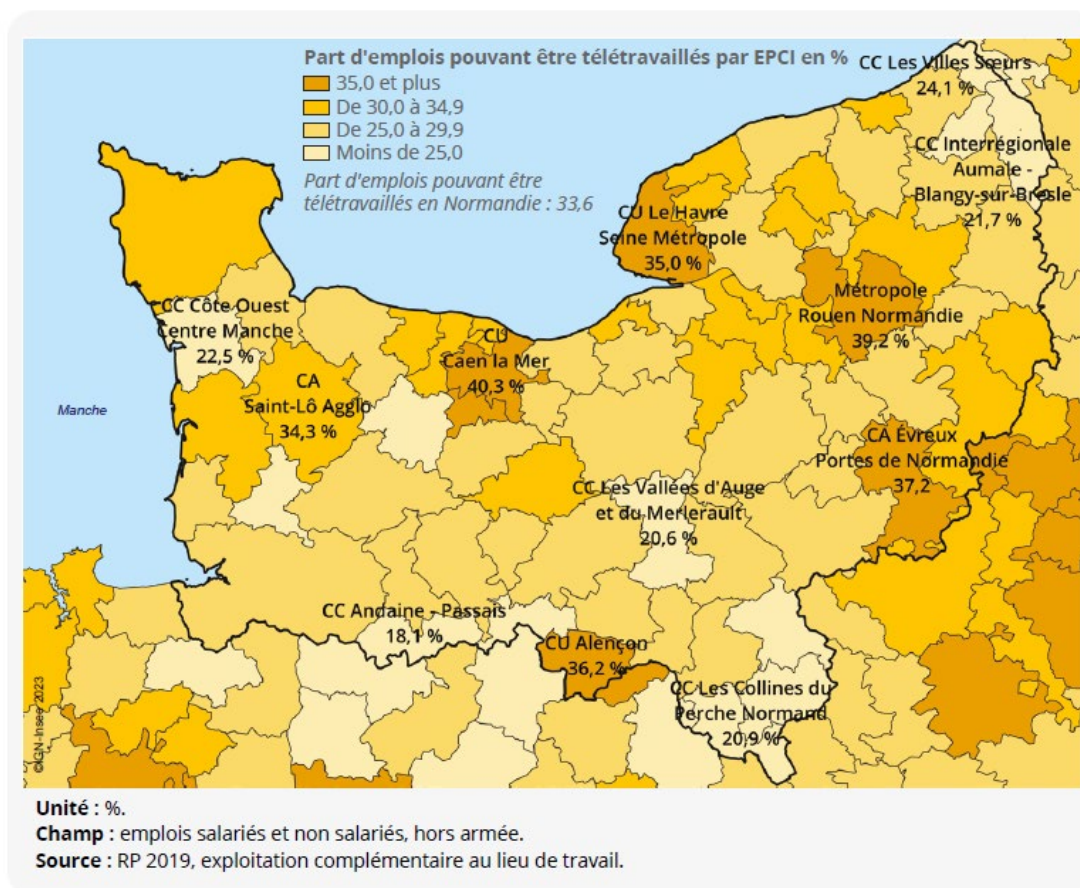 Part d'emplois pouvant être télétravaillés par EPCI en %
35,0 et plus
De 30,0 à 34,9
De 25,0 à 29,9
Moins de 25,0
Part d'emplois pouvant être
télétravaillés en Normandie : 33,6
CC Les Villes Sœurs
24,1 %
CC Interrégionale
Aumale -
Blangy-sur-Bresle
21,7 %
CU Le Havre
Seine Métropole
35,0 %
Métropole
Rouen Normandie
39,2 %
CC Côte Ouest
Centre Manche
22,5 %
CU
Caen la Mer
40,3 %
CA
Saint-Lô Agglo
34,3 %
Manche
CA Évreux
Portes de Normandie
37,2
CC Les Vallées d'Auge
et du Merlerault
20,6 %
CC Andaine - Passais
18,1 %
CU Alençon
36,2 %
CC Les Collines du
Perche Normand
20,9 %
©IGN-Insee 2023
Unité : %.
Champ : emplois salariés et non salariés, hors armée.
Source : RP 2019, exploitation complémentaire au lieu de travail.